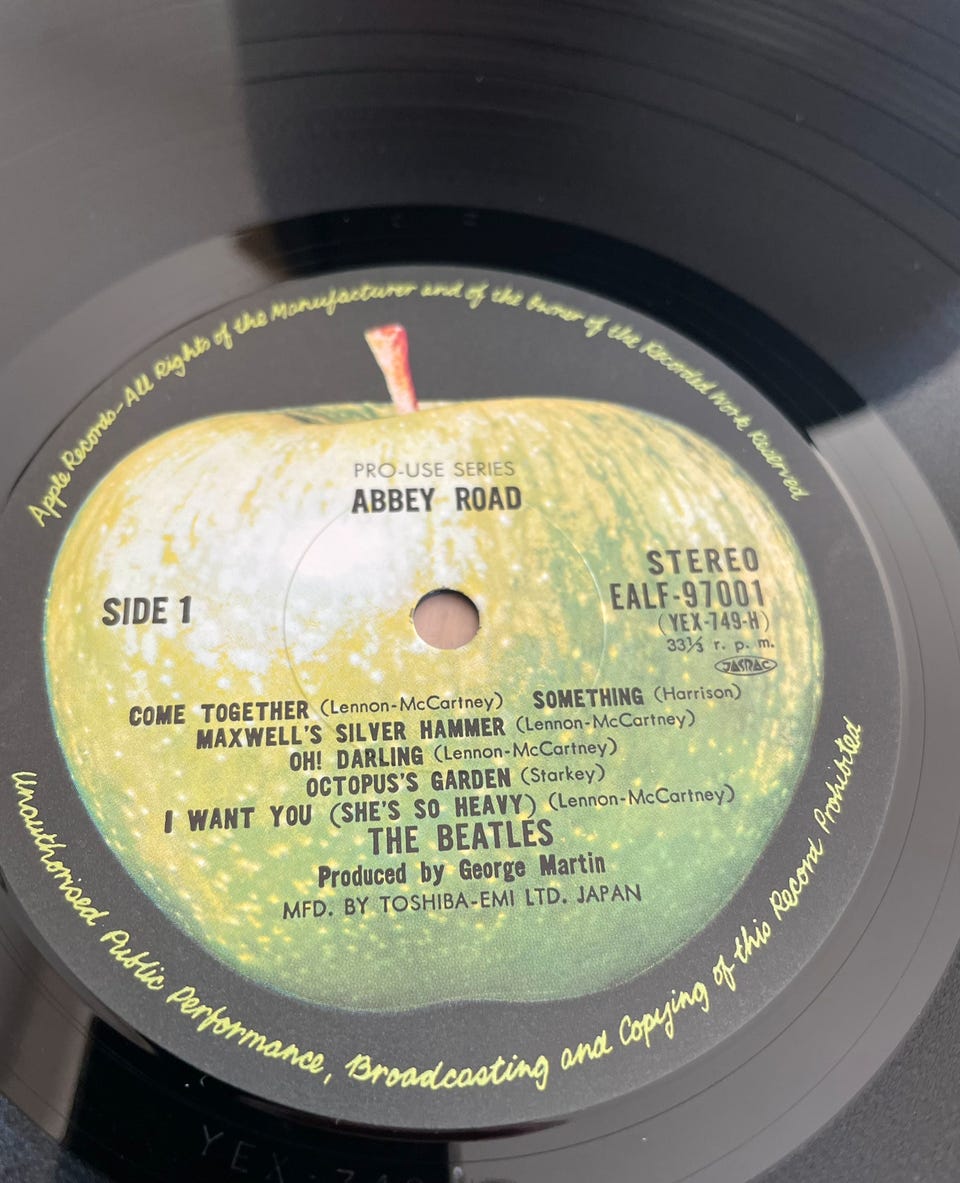 Apple Records-All Rights of the Manufacturer and of the Owner of the Recorded Work Reserved
PRO-USE SERIES
ABBEY ROAD
SIDE 1
STEREO
EALF-97001
(YEX-749-H)
33⅓ r. p. m.
JASRAC
COME TOGETHER (Lennon-McCartney) SOMETHING (Harrison)
MAXWELL'S SILVER HAMMER (Lennon-McCartney)
OH! DARLING (Lennon-McCartney)
OCTOPUS'S GARDEN (Starkey)
I WANT YOU (SHE'S SO HEAVY) (Lennon-McCartney)
THE BEATLES
Produced by George Martin
MFD. BY TOSHIBA-EMI LTD. JAPAN
Unauthorised Public Performance, Broadcasting and Copying of this Record Prohibited
YEX-749